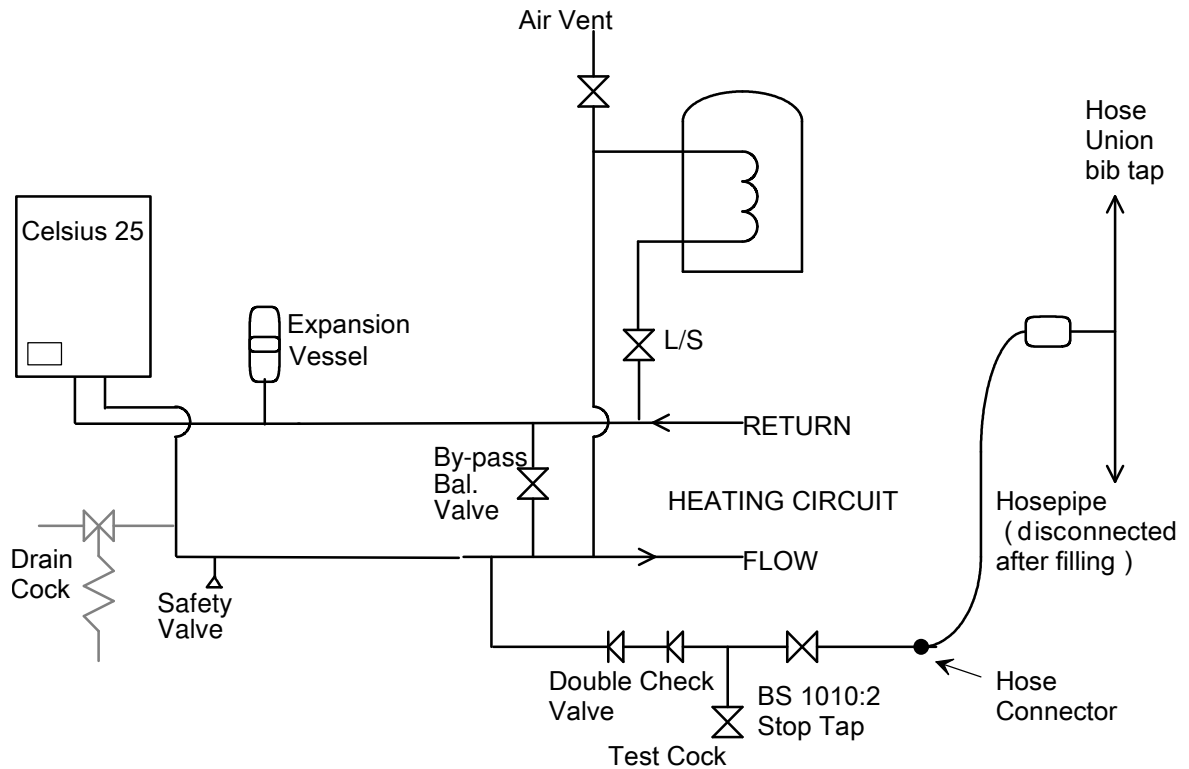 Air Vent
Hose
Union
bib tap
Celsius 25
Expansion
Vessel
L/S
RETURN
By-pass
Bal.
Valve
HEATING CIRCUIT
Hosepipe
( disconnected
after filling )
Drain
Cock
FLOW
Safety
Valve
Double Check
Valve
BS 1010:2
Stop Tap
Hose
Connector
Test Cock